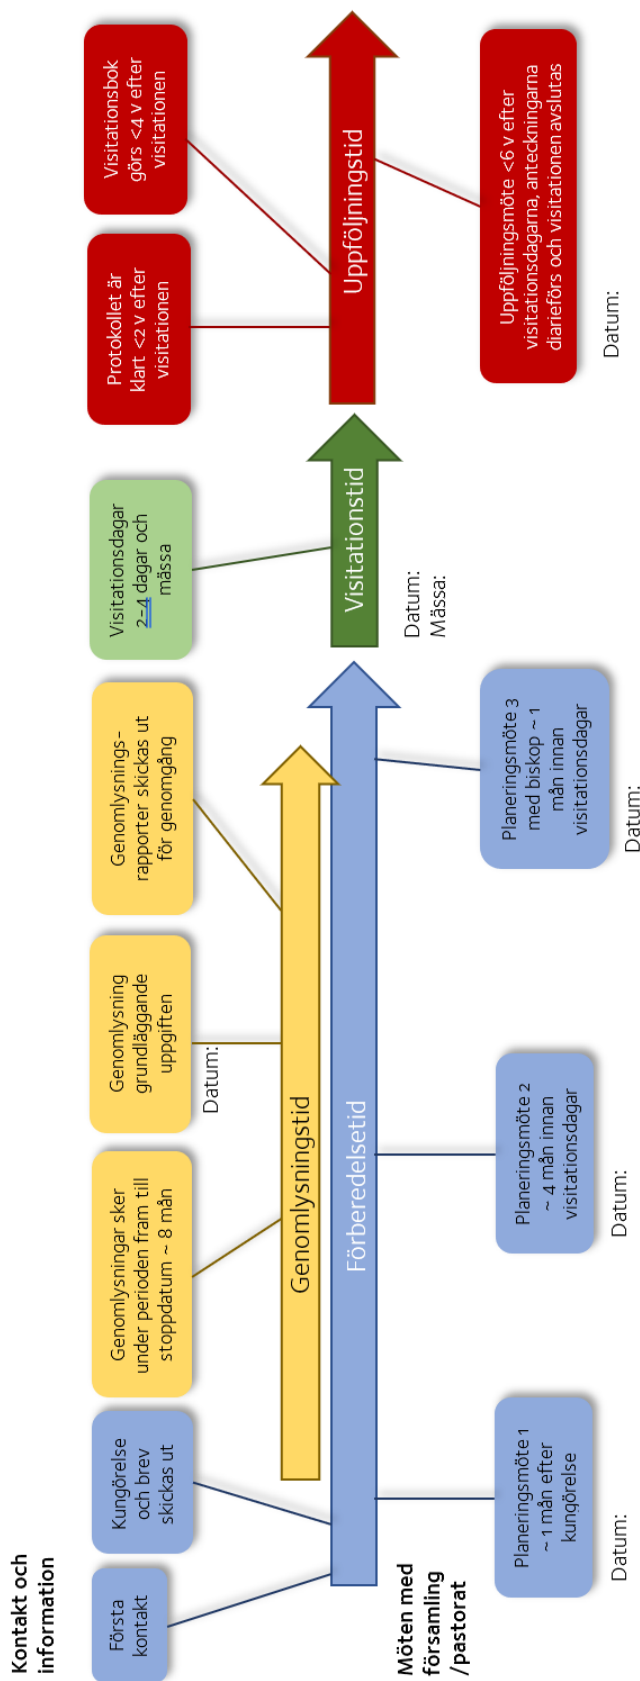 Kontakt och
information
Första
kontakt
Kungörelse
och brev
skickas ut
Genomlysningar sker
under perioden fram till
stoppdatum ~ 8 mån
Genomlysning
grundläggande
uppgiften
Datum:
Genomlysnings-
rapporter skickas ut
för genomgång
Visitationsdagar
2-4 dagar och
mässa
Protokollet är
klart <2 v efter
visitationen
Visitationsbok
görs <4 v efter
visitationen
Genomlysningstid
Förberedelsetid
Visitationstid
Uppföljningstid
Möten med
församling
/pastorat
Datum:
Mässa:
Planeringsmöte 1
~ 1 mån efter
kungörelse
Datum:
Planeringsmöte 2
~ 4 mån innan
visitationsdagar
Datum:
Planeringsmöte 3
med biskop ~ 1
mån innan
visitationsdagar
Datum:
Uppföljningsmöte <6 v efter
visitationsdagarna, anteckningarna
diarieförs och visitationen avslutas
Datum: